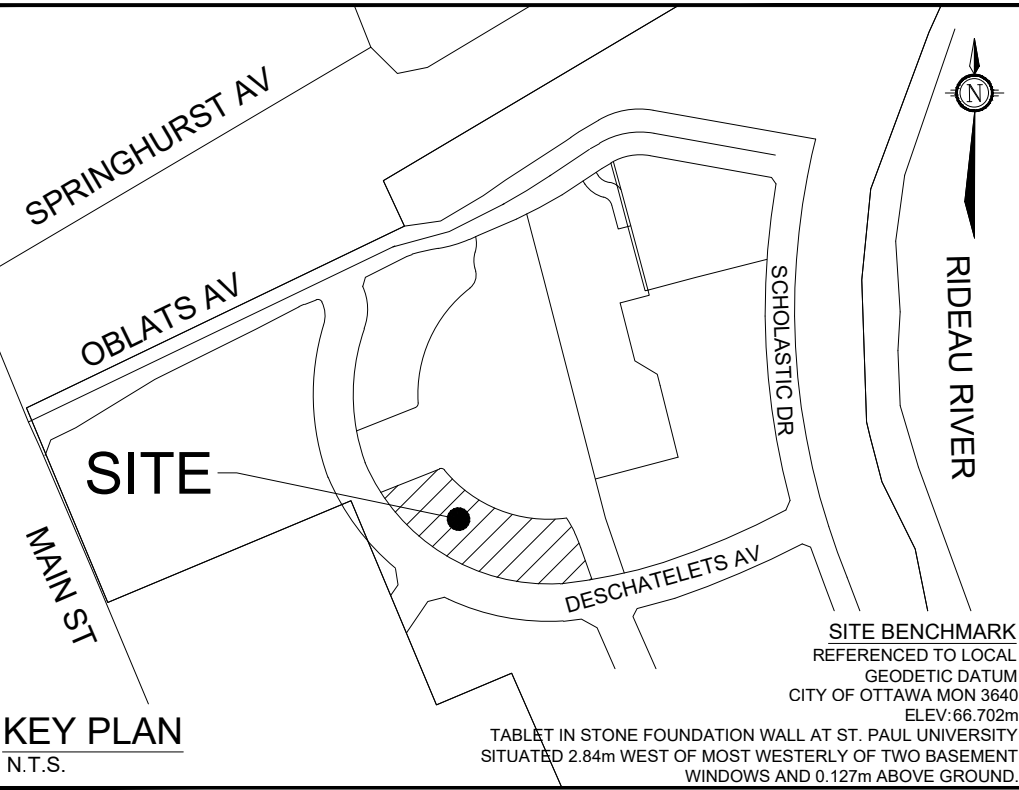 SPRINGHURST AV
N
OBLATS AV
SCHOLASTIC DR
RIDEAU RIVER
SITE
MAIN ST
DESCHATELETS AV
SITE BENCHMARK
REFERENCED TO LOCAL
GEODETIC DATUM
CITY OF OTTAWA MON 3640
ELEV:66.702m
TABLET IN STONE FOUNDATION WALL AT ST. PAUL UNIVERSITY
SITUATED 2.84m WEST OF MOST WESTERLY OF TWO BASEMENT
WINDOWS AND 0.127m ABOVE GROUND.
KEY PLAN
N.T.S.